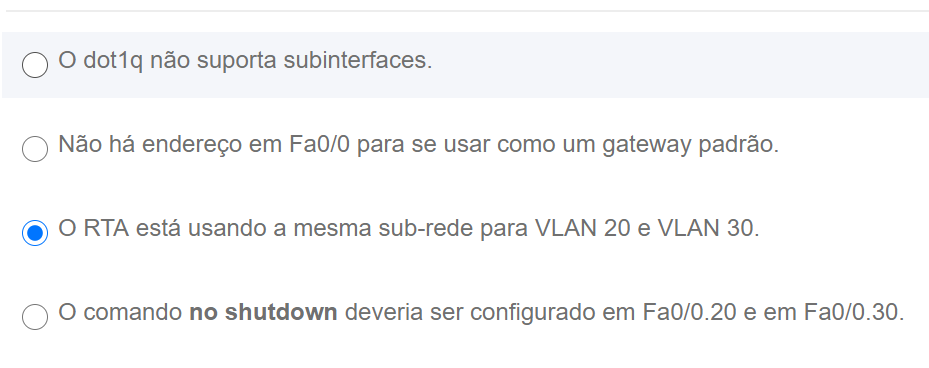 O dot1q não suporta subinterfaces.
Não há endereço em Fa0/0 para se usar como um gateway padrão.
O RTA está usando a mesma sub-rede para VLAN 20 e VLAN 30.
O comando no shutdown deveria ser configurado em Fa0/0.20 e em Fa0/0.30.